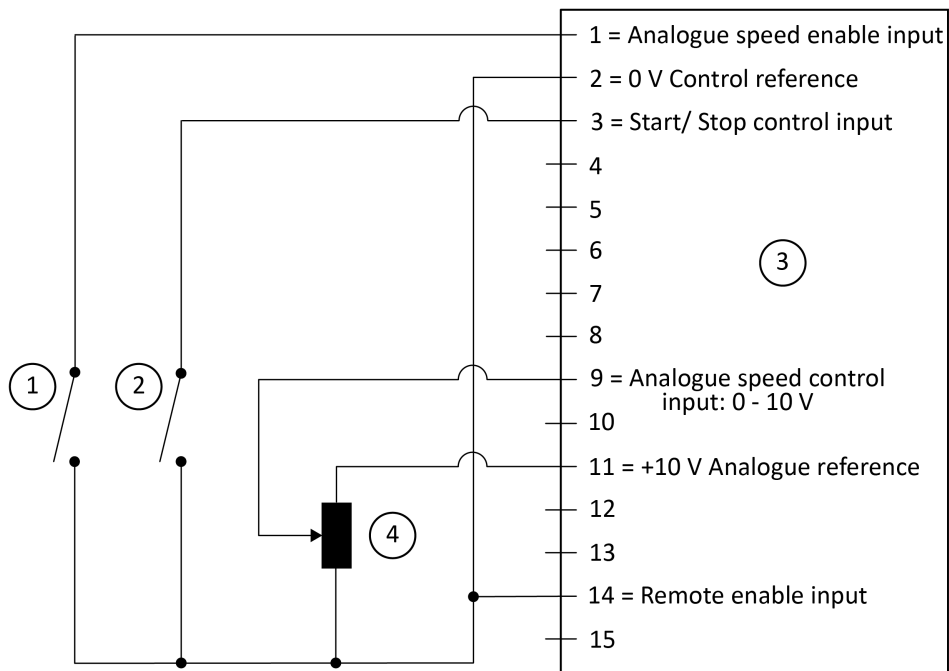 1 = Analogue speed enable input
2 = 0 V Control reference
3 = Start/ Stop control input
4
5
6
3
7
8
1
2
9 = Analogue speed control
input: 0 - 10 V
10
11 = +10 V Analogue reference
12
4
13
14 = Remote enable input
15